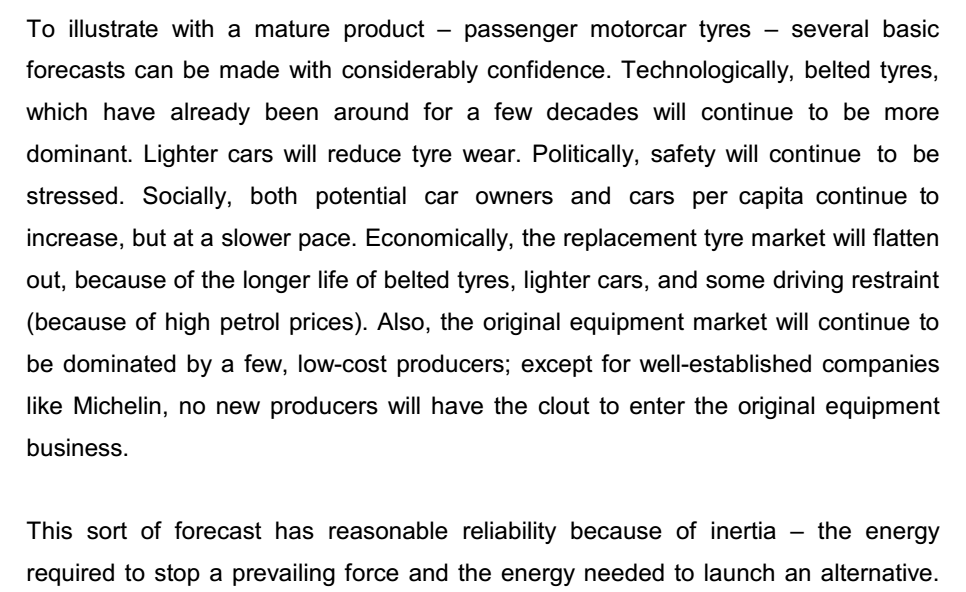 To illustrate with a mature product – passenger motorcar tyres – several basic
forecasts can be made with considerably confidence. Technologically, belted tyres,
which have already been around for a few decades will continue to be more
dominant. Lighter cars will reduce tyre wear. Politically, safety will continue to be
stressed. Socially, both potential car owners and cars per capita continue to
increase, but at a slower pace. Economically, the replacement tyre market will flatten
out, because of the longer life of belted tyres, lighter cars, and some driving restraint
(because of high petrol prices). Also, the original equipment market will continue to
be dominated by a few, low-cost producers; except for well-established companies
like Michelin, no new producers will have the clout to enter the original equipment
business.
This sort of forecast has reasonable reliability because of inertia – the energy
required to stop a prevailing force and the energy needed to launch an alternative.